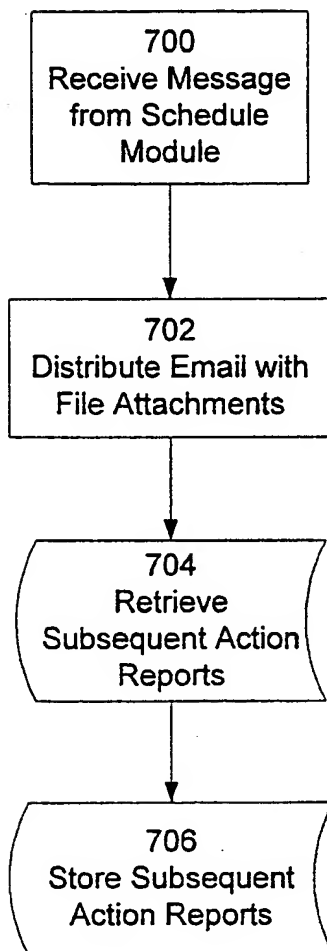 700
Receive Message
from Schedule
Module
702
Distribute Email with
File Attachments
704
Retrieve
Subsequent Action
Reports
706
Store Subsequent
Action Reports